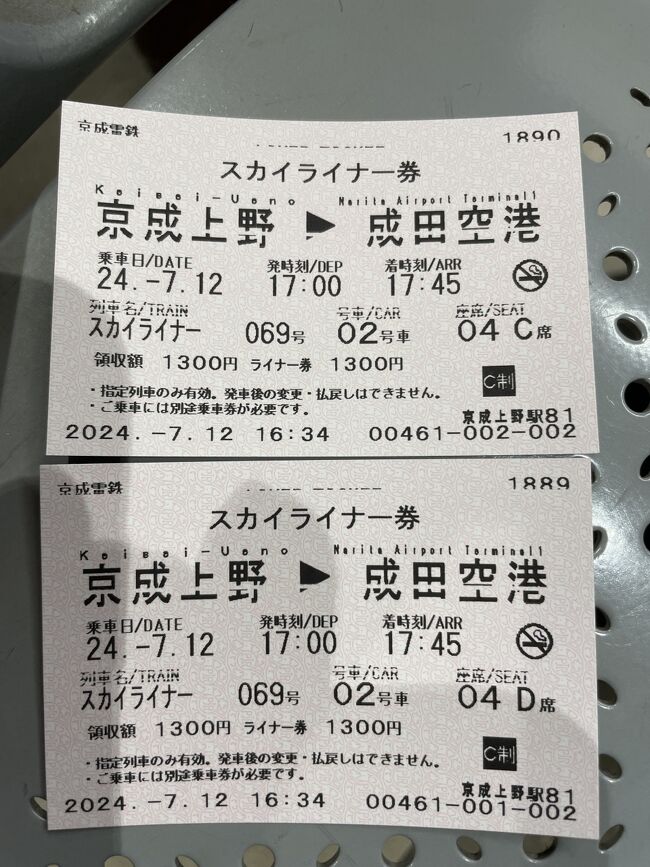 京成電鉄
1890
スカイライナー券
Keisei-Ueno Narita Airport Terminal1
京成上野 ▶ 成田空港
乗車日/DATE 発時刻/DEP 着時刻/ARR
24.-7.12 17:00 17:45
列車名/TRAIN 号車/CAR 座席/SEAT
スカイライナー 069号 02号車 04 C席
領収額 1300円 ライナー券 1300円
C制
・指定列車のみ有効。発車後の変更・払戻しはできません。
・ご乗車には別途乗車券が必要です。
京成上野駅81
2024.-7.12 16:34 00461-002-002
京成電鉄
1889
スカイライナー券
Keisei-Ueno Narita Airport Terminal1
京成上野 ▶ 成田空港
乗車日/DATE 発時刻/DEP 着時刻/ARR
24.-7.12 17:00 17:45
列車名/TRAIN 号車/CAR 座席/SEAT
スカイライナー 069号 02号車 04 D席
領収額 1300円 ライナー券 1300円
C制
・指定列車のみ有効。発車後の変更・払戻しはできません。
・ご乗車には別途乗車券が必要です。
京成上野駅81
2024.-7.12 16:34 00461-001-002